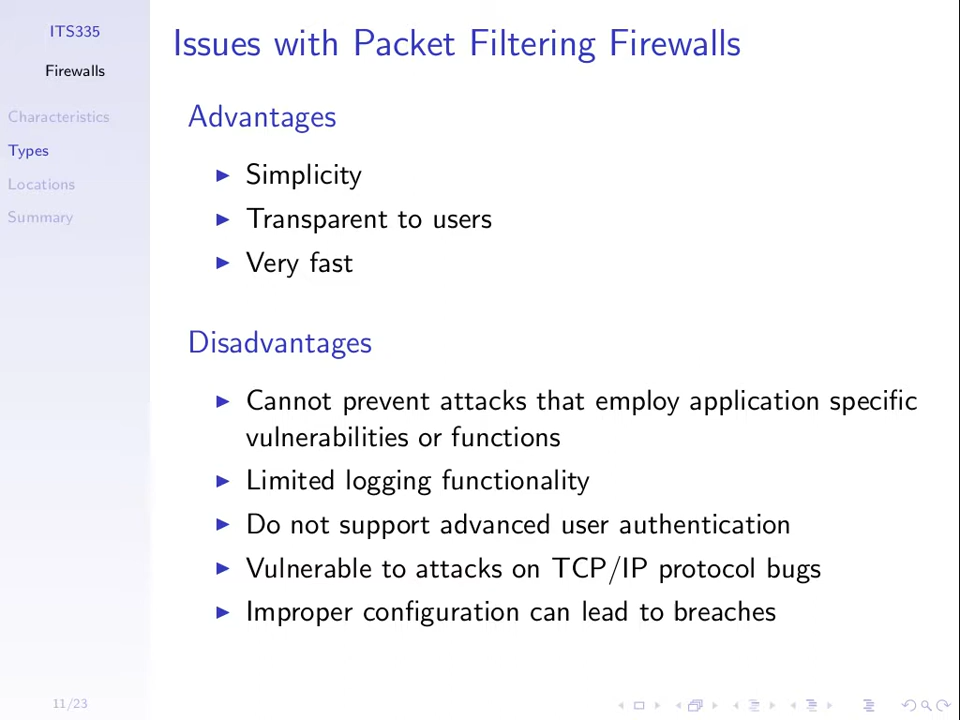 ITS335
Firewalls
Characteristics
Types
Locations
Summary
Issues with Packet Filtering Firewalls
Advantages
Simplicity
Transparent to users
Very fast
Disadvantages
Cannot prevent attacks that employ application specific
vulnerabilities or functions
Limited logging functionality
Do not support advanced user authentication
Vulnerable to attacks on TCP/IP protocol bugs
Improper configuration can lead to breaches
11/23